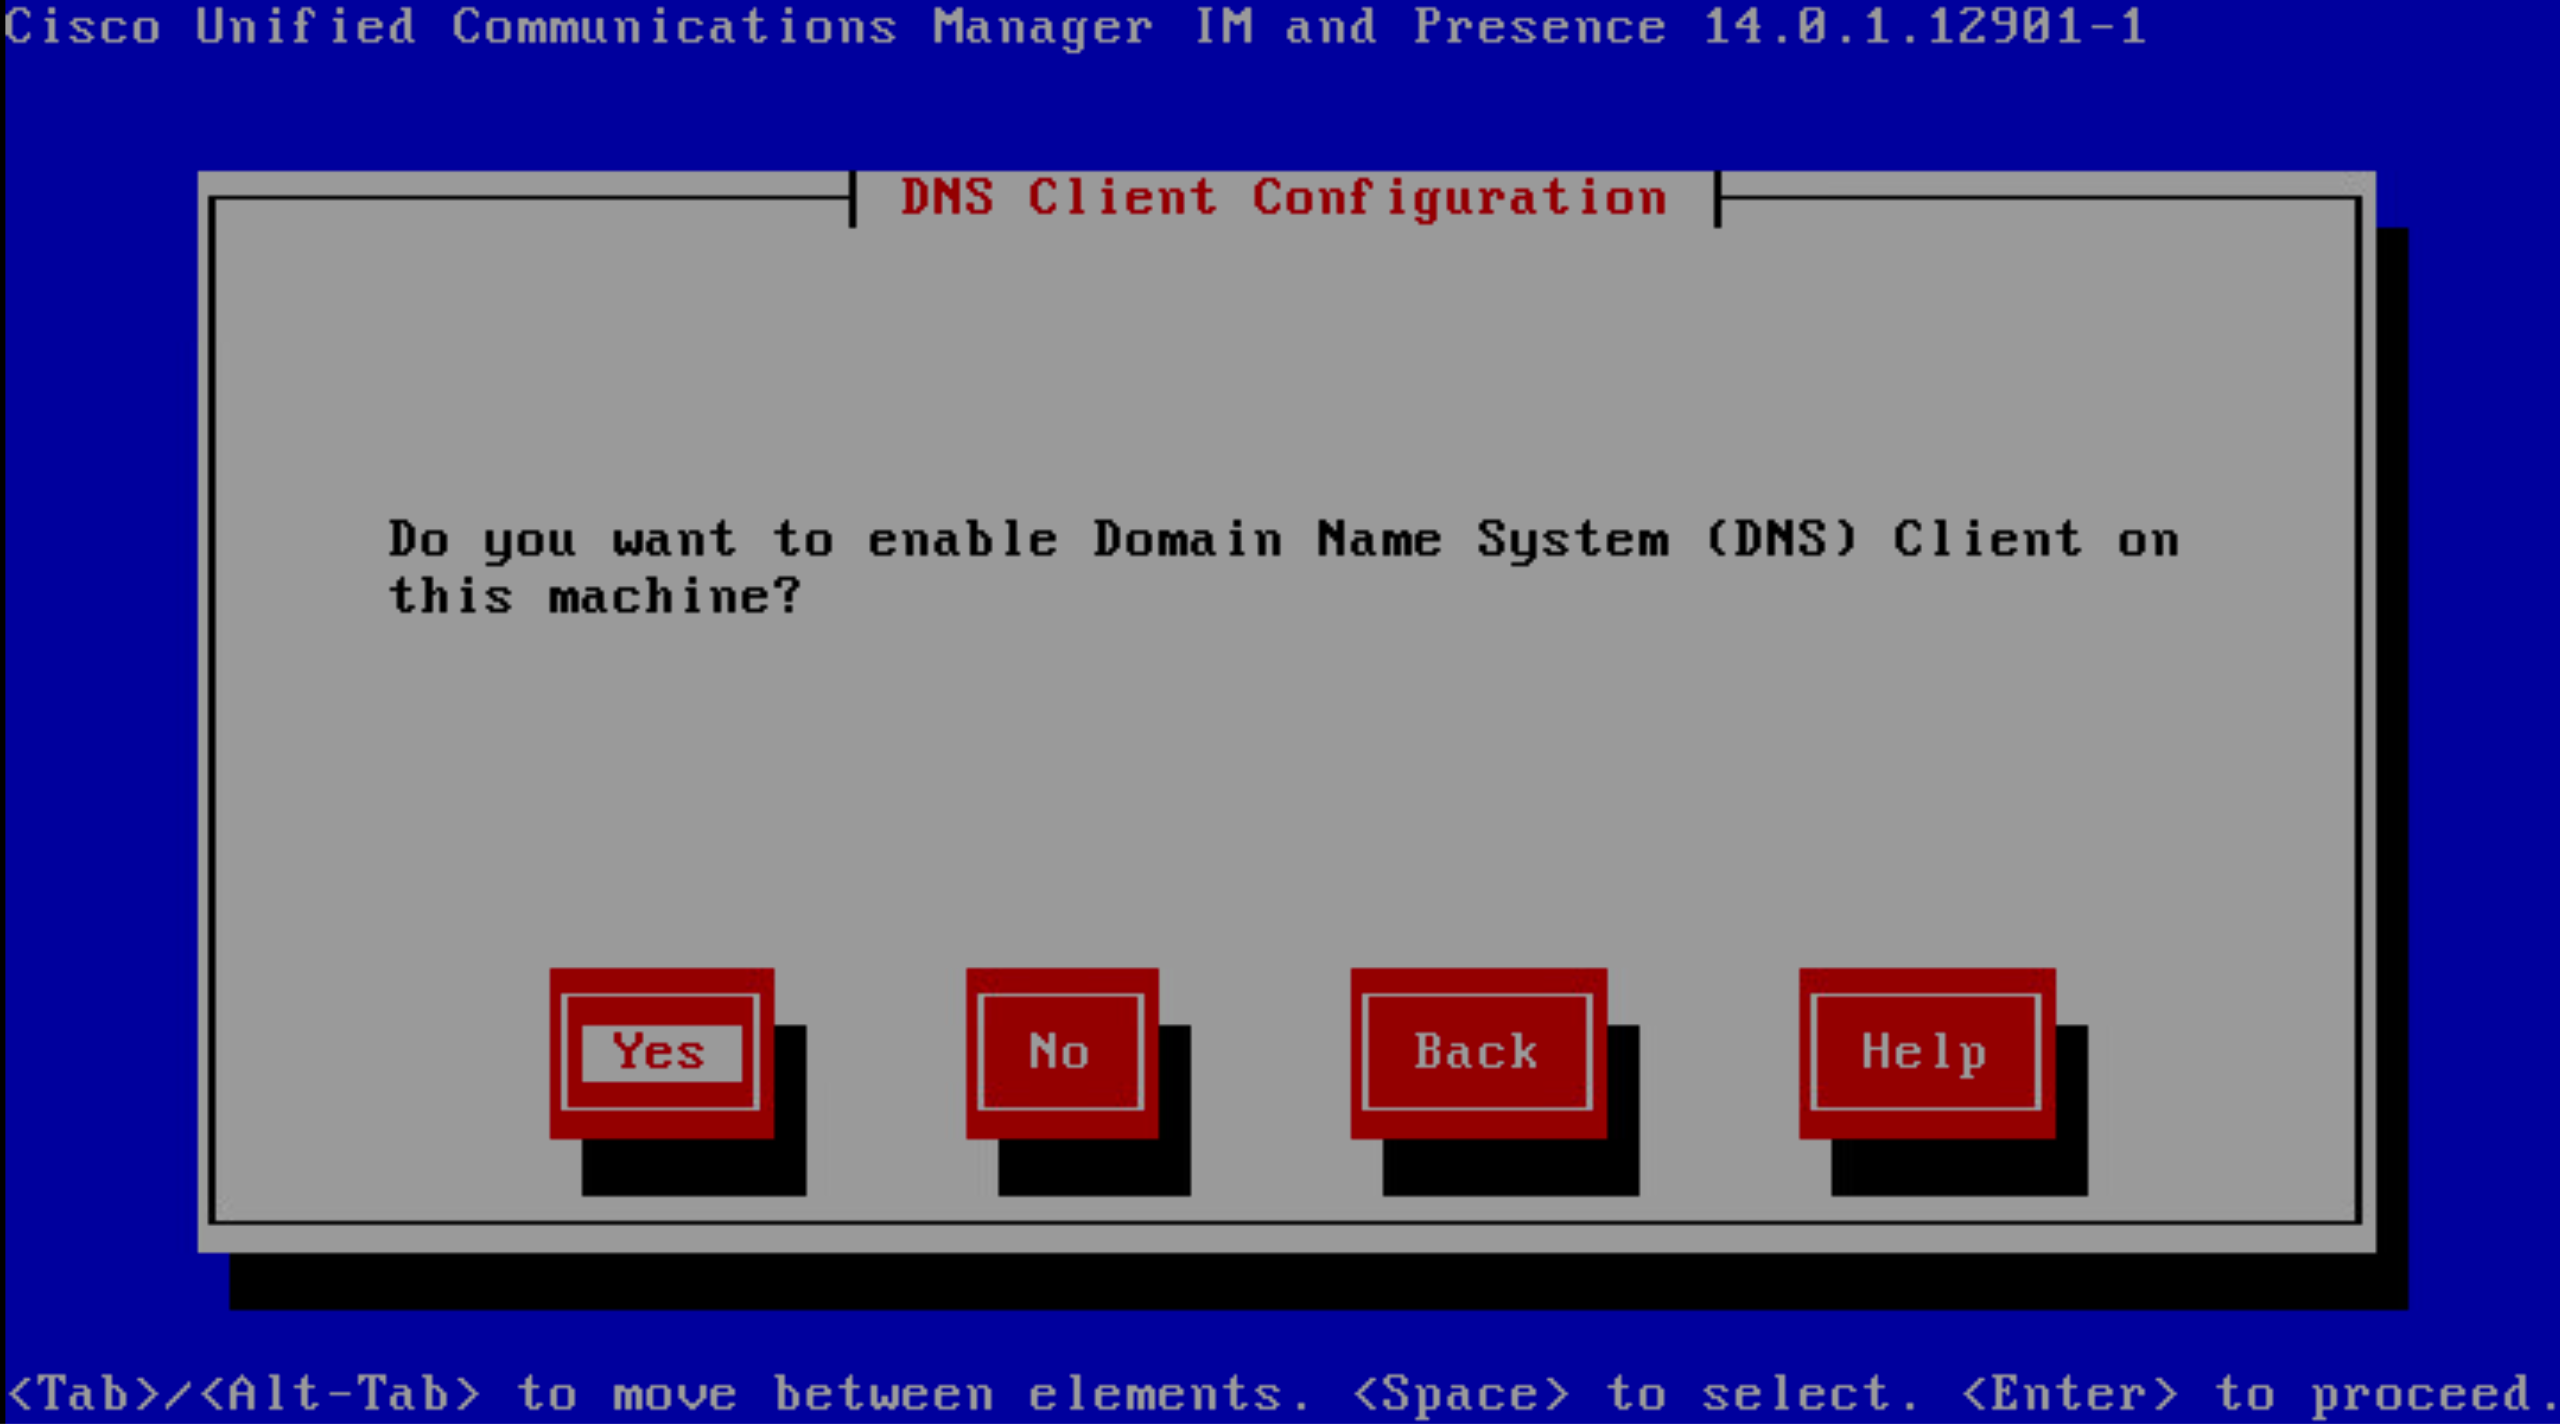 Cisco Unified Communications Manager IM and Presence 14.0.1.12901-1
DNS Client Configuration
Do you want to enable Domain Name System (DNS) Client on
this machine?
Yes No Back Help
<Tab>/<Alt-Tab> to move between elements. <Space> to select. <Enter> to proceed.